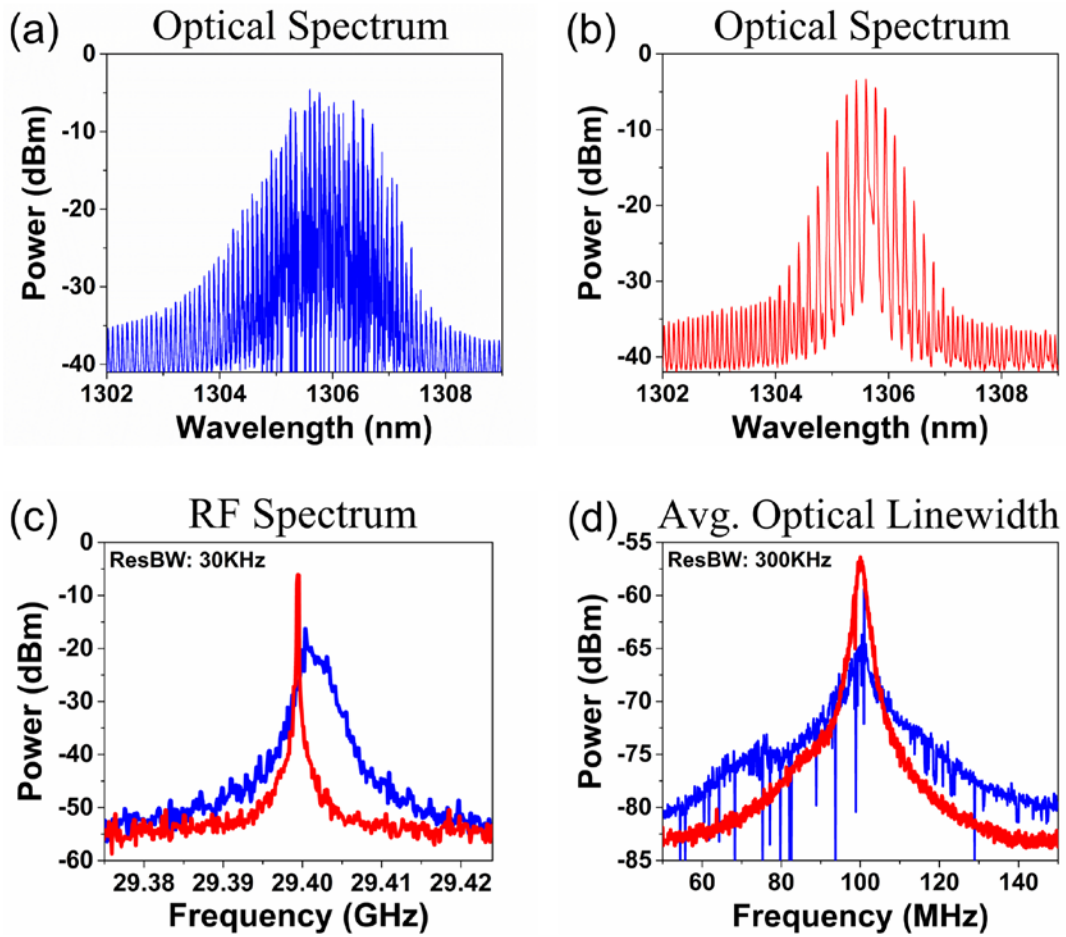 (a) Optical Spectrum
0
-10
-20
-30
-40
Power (dBm)
1302 1304 1306 1308
Wavelength (nm)
(b) Optical Spectrum
0
-10
-20
-30
-40
Power (dBm)
1302 1304 1306 1308
Wavelength (nm)
(c) RF Spectrum
ResBW: 30KHz
0
-10
-20
-30
-40
-50
-60
Power (dBm)
29.38 29.39 29.40 29.41 29.42
Frequency (GHz)
(d) Avg. Optical Linewidth
ResBW: 300KHz
-55
-60
-65
-70
-75
-80
-85
Power (dBm)
60 80 100 120 140
Frequency (MHz)